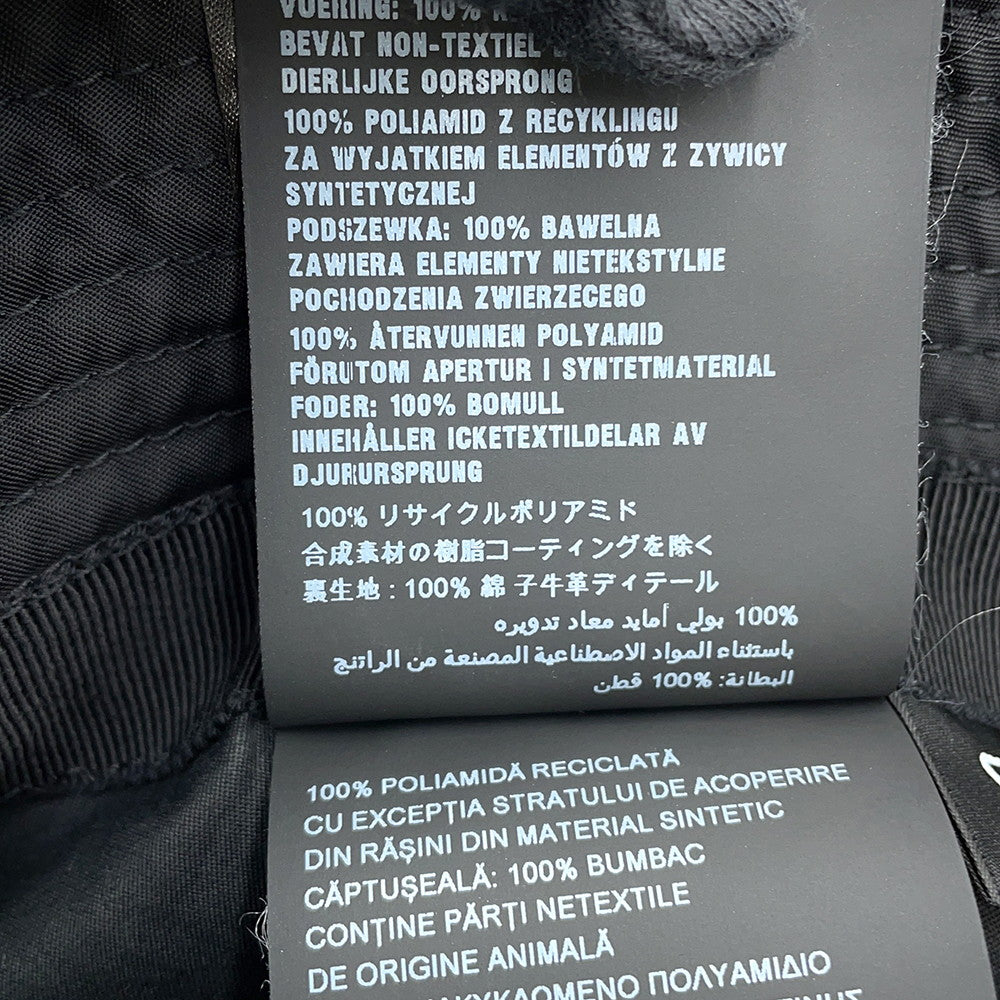 VOERING: 100%
BEVAT NON-TEXTIEL
DIERLIJKE OORSPRONG
100% POLIAMID Z RECYKLINGU
ZA WYJATKIEM ELEMENTÓW Z ZYWICY
SYNTETYCZNEJ
PODSZEWKA: 100% BAWELNA
ZAWIERA ELEMENTY NIETEKSTYLNE
POCHODZENIA ZWIERZECEGO
100% ÅTERVUNNEN POLYAMID
FÖRUTOM APERTUR I SYNTETMATERIAL
FODER: 100% BOMULL
INNEHÅLLER ICKETEXTILDELAR AV
DJURURSPRUNG
100% リサイクルポリアミド
合成素材の樹脂コーティングを除く
裏生地 : 100% 綿 子牛革ディテール
100% بولي أمايد معاد تدويره
باستثناء المواد الاصطناعية المصنعة من الراتنج
البطانة: 100% قطن
100% POLIAMIDĂ RECICLATĂ
CU EXCEPȚIA STRATULUI DE ACOPERIRE
DIN RĂȘINI DIN MATERIAL SINTETIC
CĂPTUȘEALĂ: 100% BUMBAC
CONȚINE PĂRȚI NETEXTILE
DE ORIGINE ANIMALĂ
ΠΟΛΥΑΜΙΔΙΟ